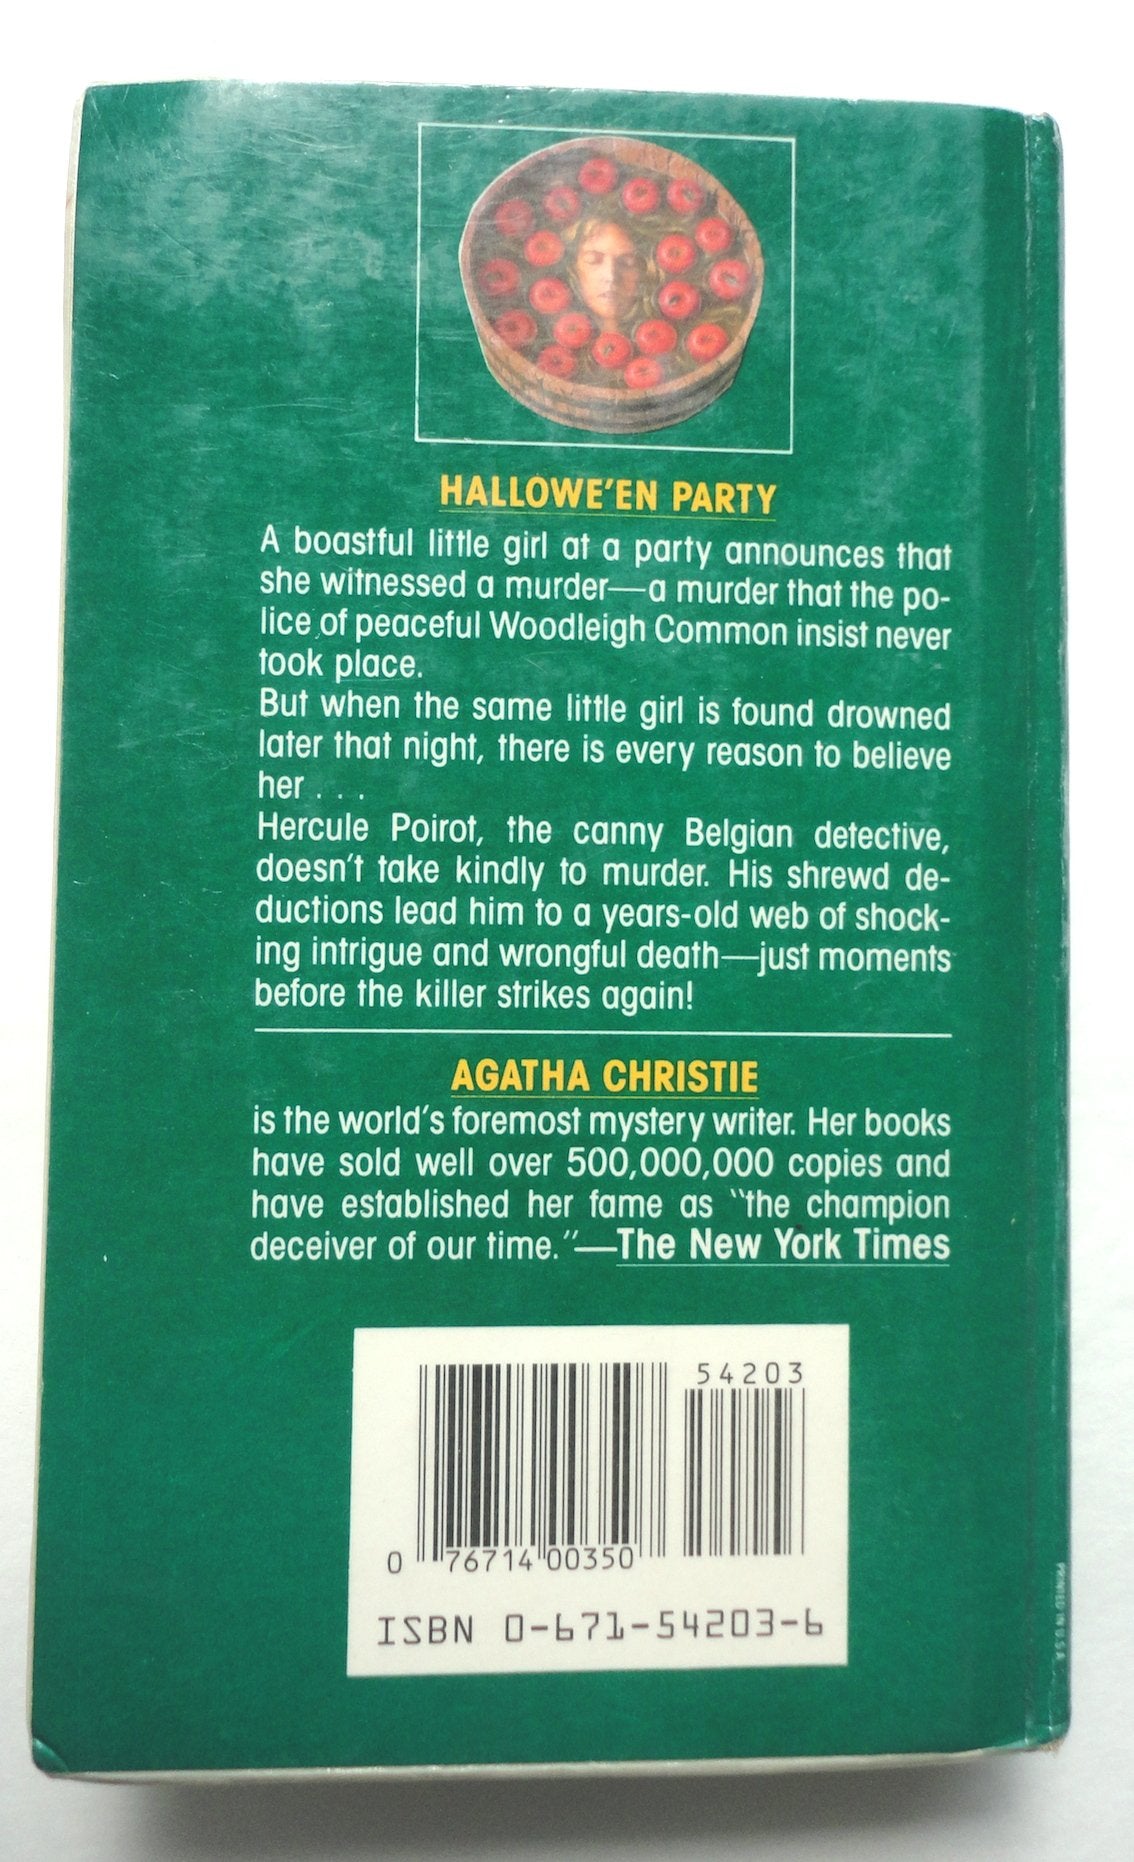 HALLOWE'EN PARTY
A boastful little girl at a party announces that
she witnessed a murder—a murder that the po-
lice of peaceful Woodleigh Common insist never
took place.
But when the same little girl is found drowned
later that night, there is every reason to believe
her . . .
Hercule Poirot, the canny Belgian detective,
doesn't take kindly to murder. His shrewd de-
ductions lead him to a years-old web of shock-
ing intrigue and wrongful death—just moments
before the killer strikes again!
AGATHA CHRISTIE
is the world's foremost mystery writer. Her books
have sold well over 500,000,000 copies and
have established her fame as "the champion
deceiver of our time."—The New York Times
54203
0 76714 00350
ISBN 0-671-54203-6
PRINTED IN U.S.A.